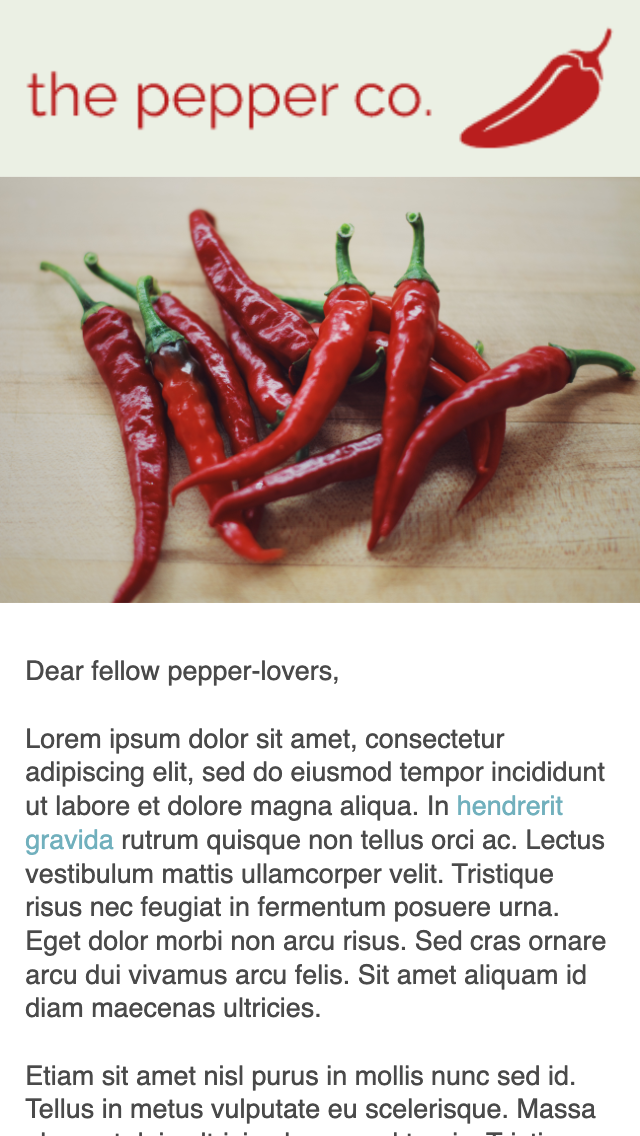 the pepper co.
Dear fellow pepper-lovers,
Lorem ipsum dolor sit amet, consectetur
adipiscing elit, sed do eiusmod tempor incididunt
ut labore et dolore magna aliqua. In hendrerit
gravida rutrum quisque non tellus orci ac. Lectus
vestibulum mattis ullamcorper velit. Tristique
risus nec feugiat in fermentum posuere urna.
Eget dolor morbi non arcu risus. Sed cras ornare
arcu dui vivamus arcu felis. Sit amet aliquam id
diam maecenas ultricies.
Etiam sit amet nisl purus in mollis nunc sed id.
Tellus in metus vulputate eu scelerisque. Massa